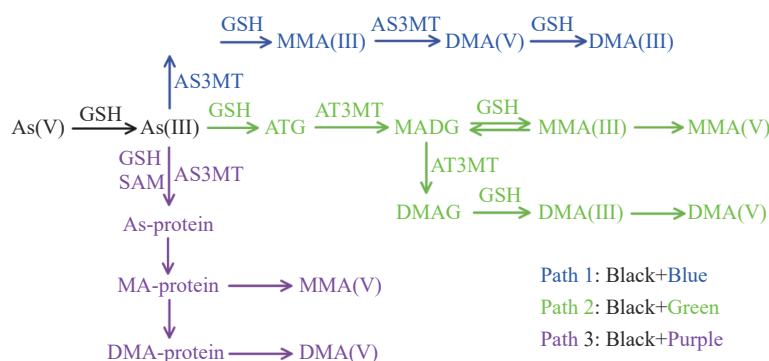 GSH MMA(III) AS3MT DMA(V) GSH DMA(III)
AS3MT
As(V) GSH As(III) GSH ATG AT3MT MADG GSH MMA(III) MMA(V)
GSH
SAM AS3MT
AT3MT
DMAG GSH DMA(III) DMA(V)
As-protein
MA-protein MMA(V)
DMA-protein DMA(V)
Path 1: Black+Blue
Path 2: Black+Green
Path 3: Black+Purple